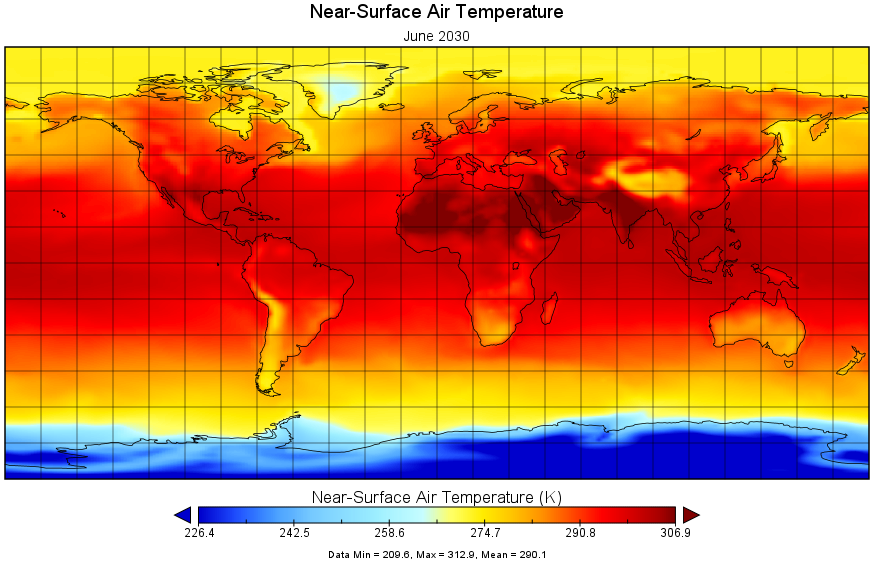 Near-Surface Air Temperature
June 2030
Near-Surface Air Temperature (K)
226.4 242.5 258.6 274.7 290.8 306.9
Data Min = 209.6, Max = 312.9, Mean = 290.1